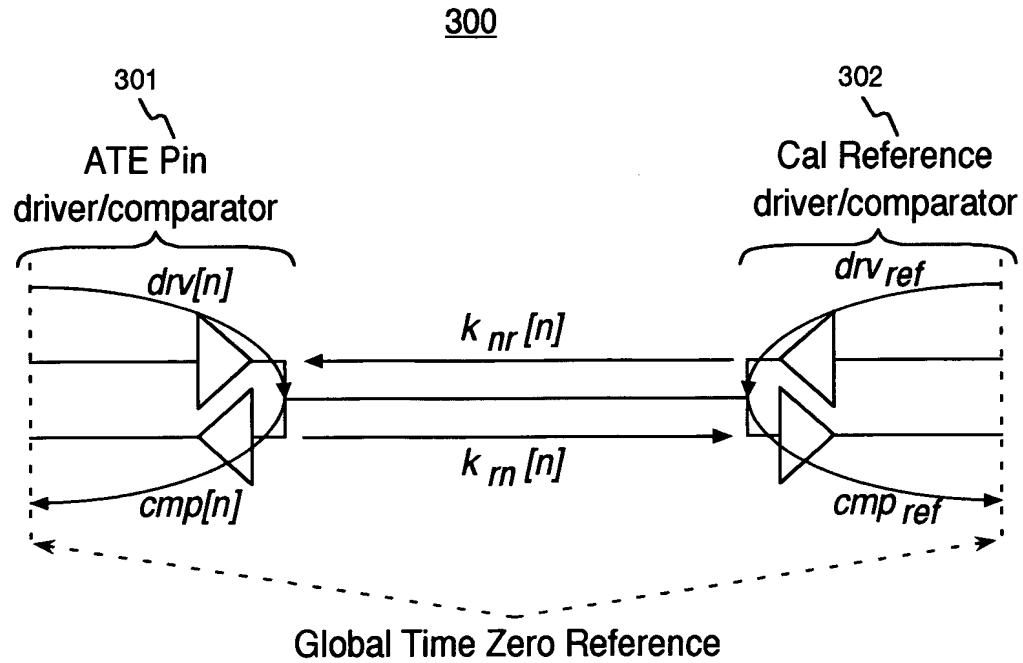 300
301
302
ATE Pin
driver/comparator
Cal Reference
driver/comparator
drv[n]
drv ref
k nr [n]
k rn [n]
cmp[n]
cmp ref
Global Time Zero Reference